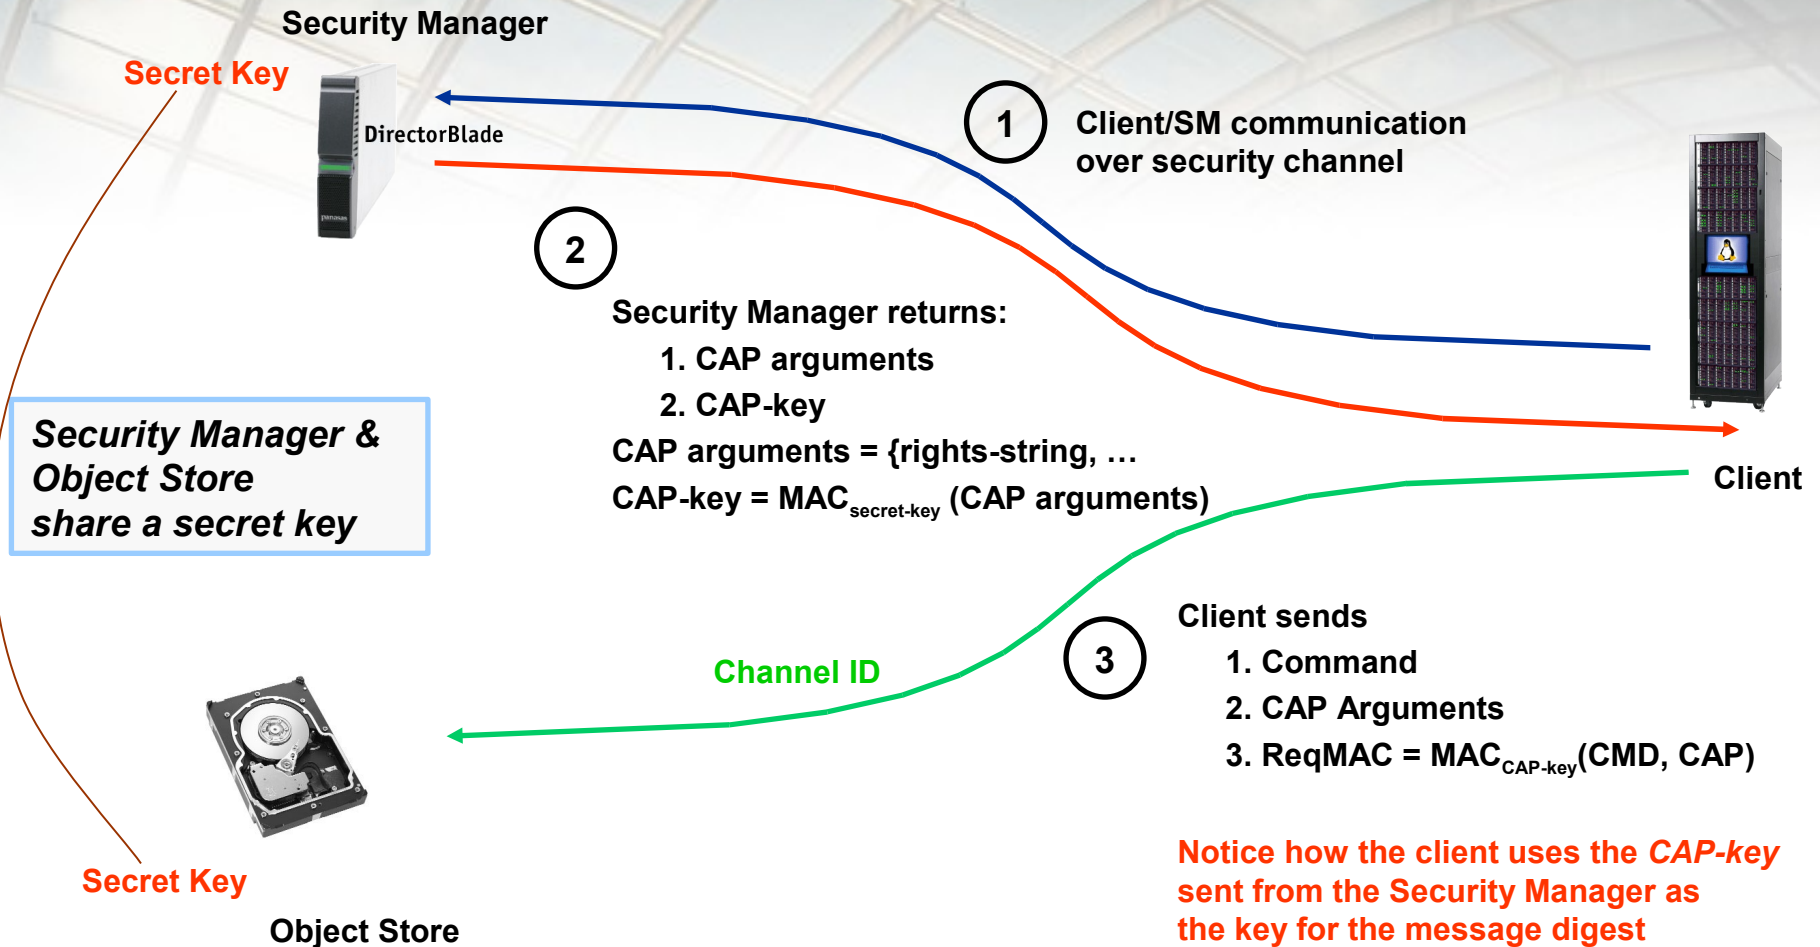 Security Manager
Secret Key
DirectorBlade
panasas
1
Client/SM communication
over security channel
2
Security Manager returns:
1. CAP arguments
2. CAP-key
CAP arguments = {rights-string, …
CAP-key = MACsecret-key (CAP arguments)
Security Manager &
Object Store
share a secret key
Client
Channel ID
3
Client sends
1. Command
2. CAP Arguments
3. ReqMAC = MACCAP-key(CMD, CAP)
Notice how the client uses the CAP-key
sent from the Security Manager as
the key for the message digest
Secret Key
Object Store